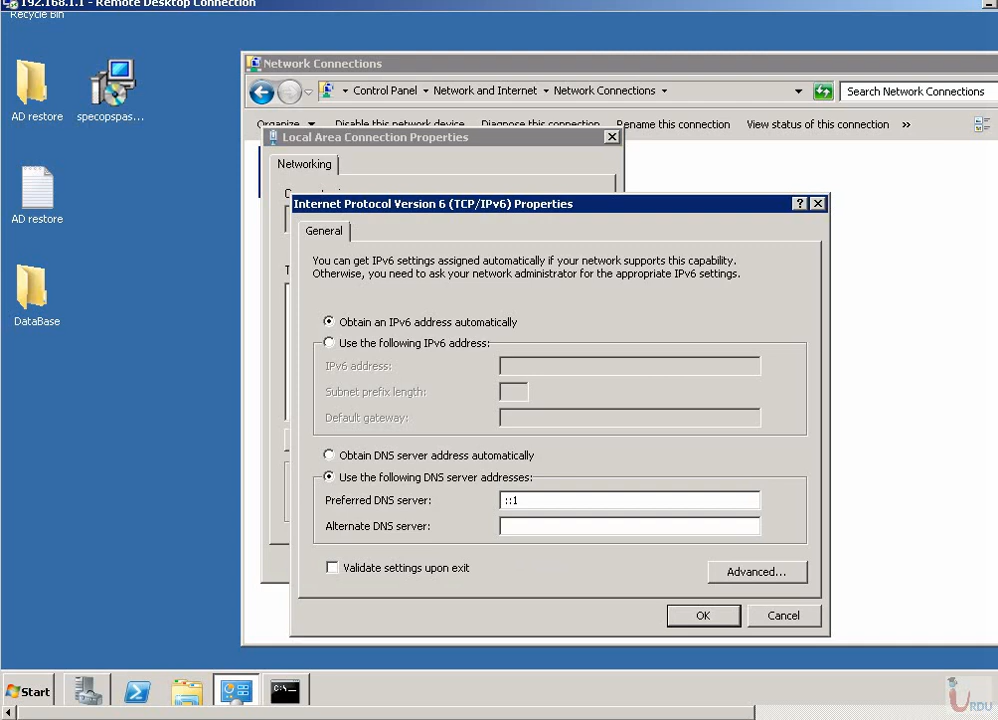 192.168.1.1 - Remote Desktop Connection
Recycle Bin
AD restore
specopspas...
AD restore
DataBase
Network Connections
Control Panel
Network and Internet
Network Connections
Search Network Connections
Organize
Disable this network device
Diagnose this connection
Rename this connection
View status of this connection
»
Local Area Connection Properties
Networking
Internet Protocol Version 6 (TCP/IPv6) Properties
General
You can get IPv6 settings assigned automatically if your network supports this capability.
Otherwise, you need to ask your network administrator for the appropriate IPv6 settings.
Obtain an IPv6 address automatically
Use the following IPv6 address:
IPv6 address:
Subnet prefix length:
Default gateway:
Obtain DNS server address automatically
Use the following DNS server addresses:
Preferred DNS server:
::1
Alternate DNS server:
Validate settings upon exit
Advanced...
OK
Cancel
Start
C:\
URDU